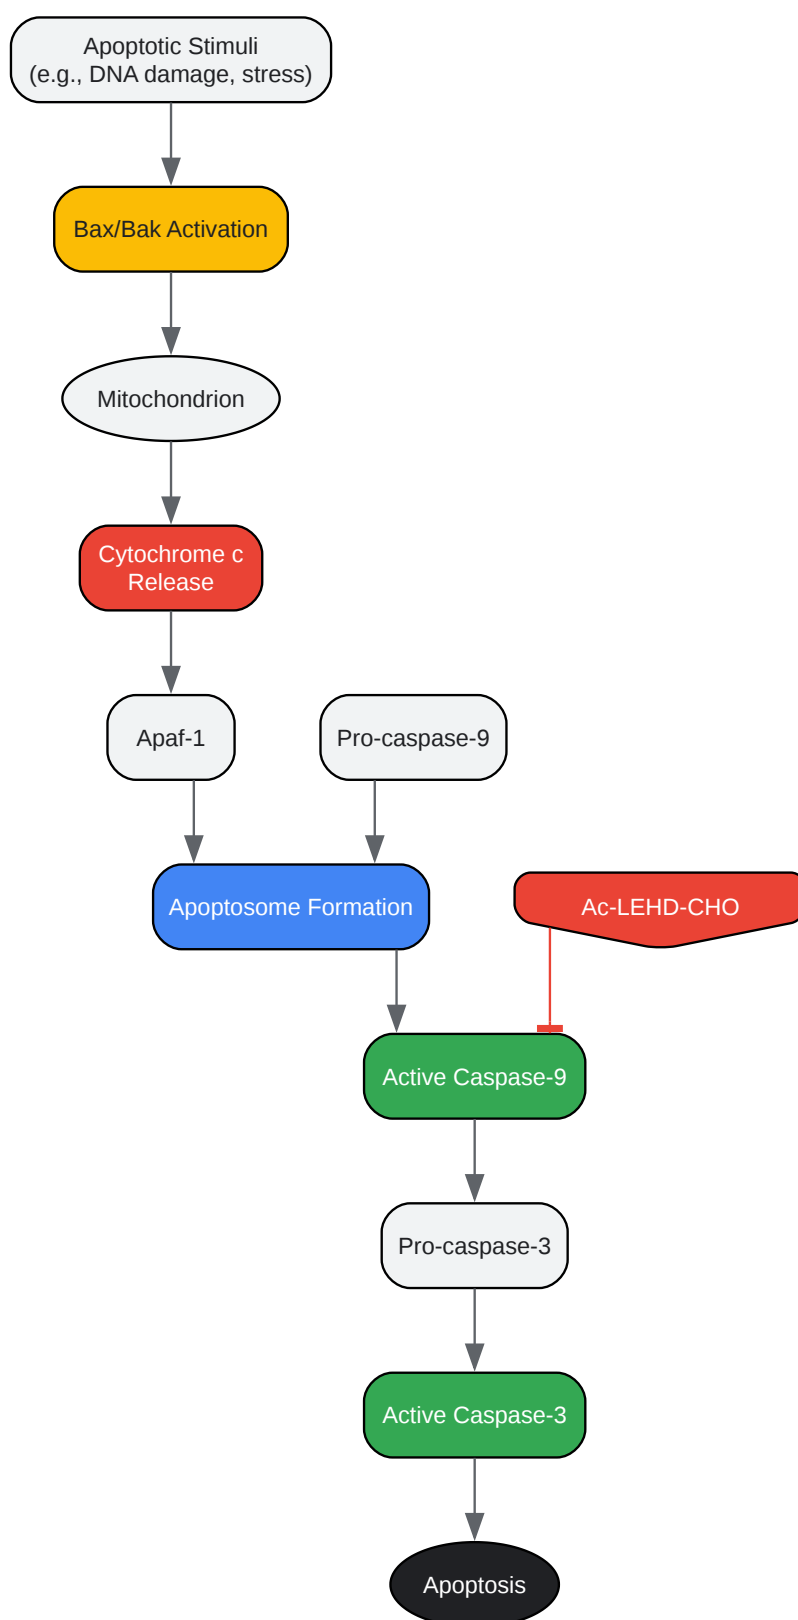 Apoptotic Stimuli
(e.g., DNA damage, stress)
Bax/Bak Activation
Mitochondrion
Cytochrome c
Release
Apaf-1
Pro-caspase-9
Apoptosome Formation
Ac-LEHD-CHO
Active Caspase-9
Pro-caspase-3
Active Caspase-3
Apoptosis